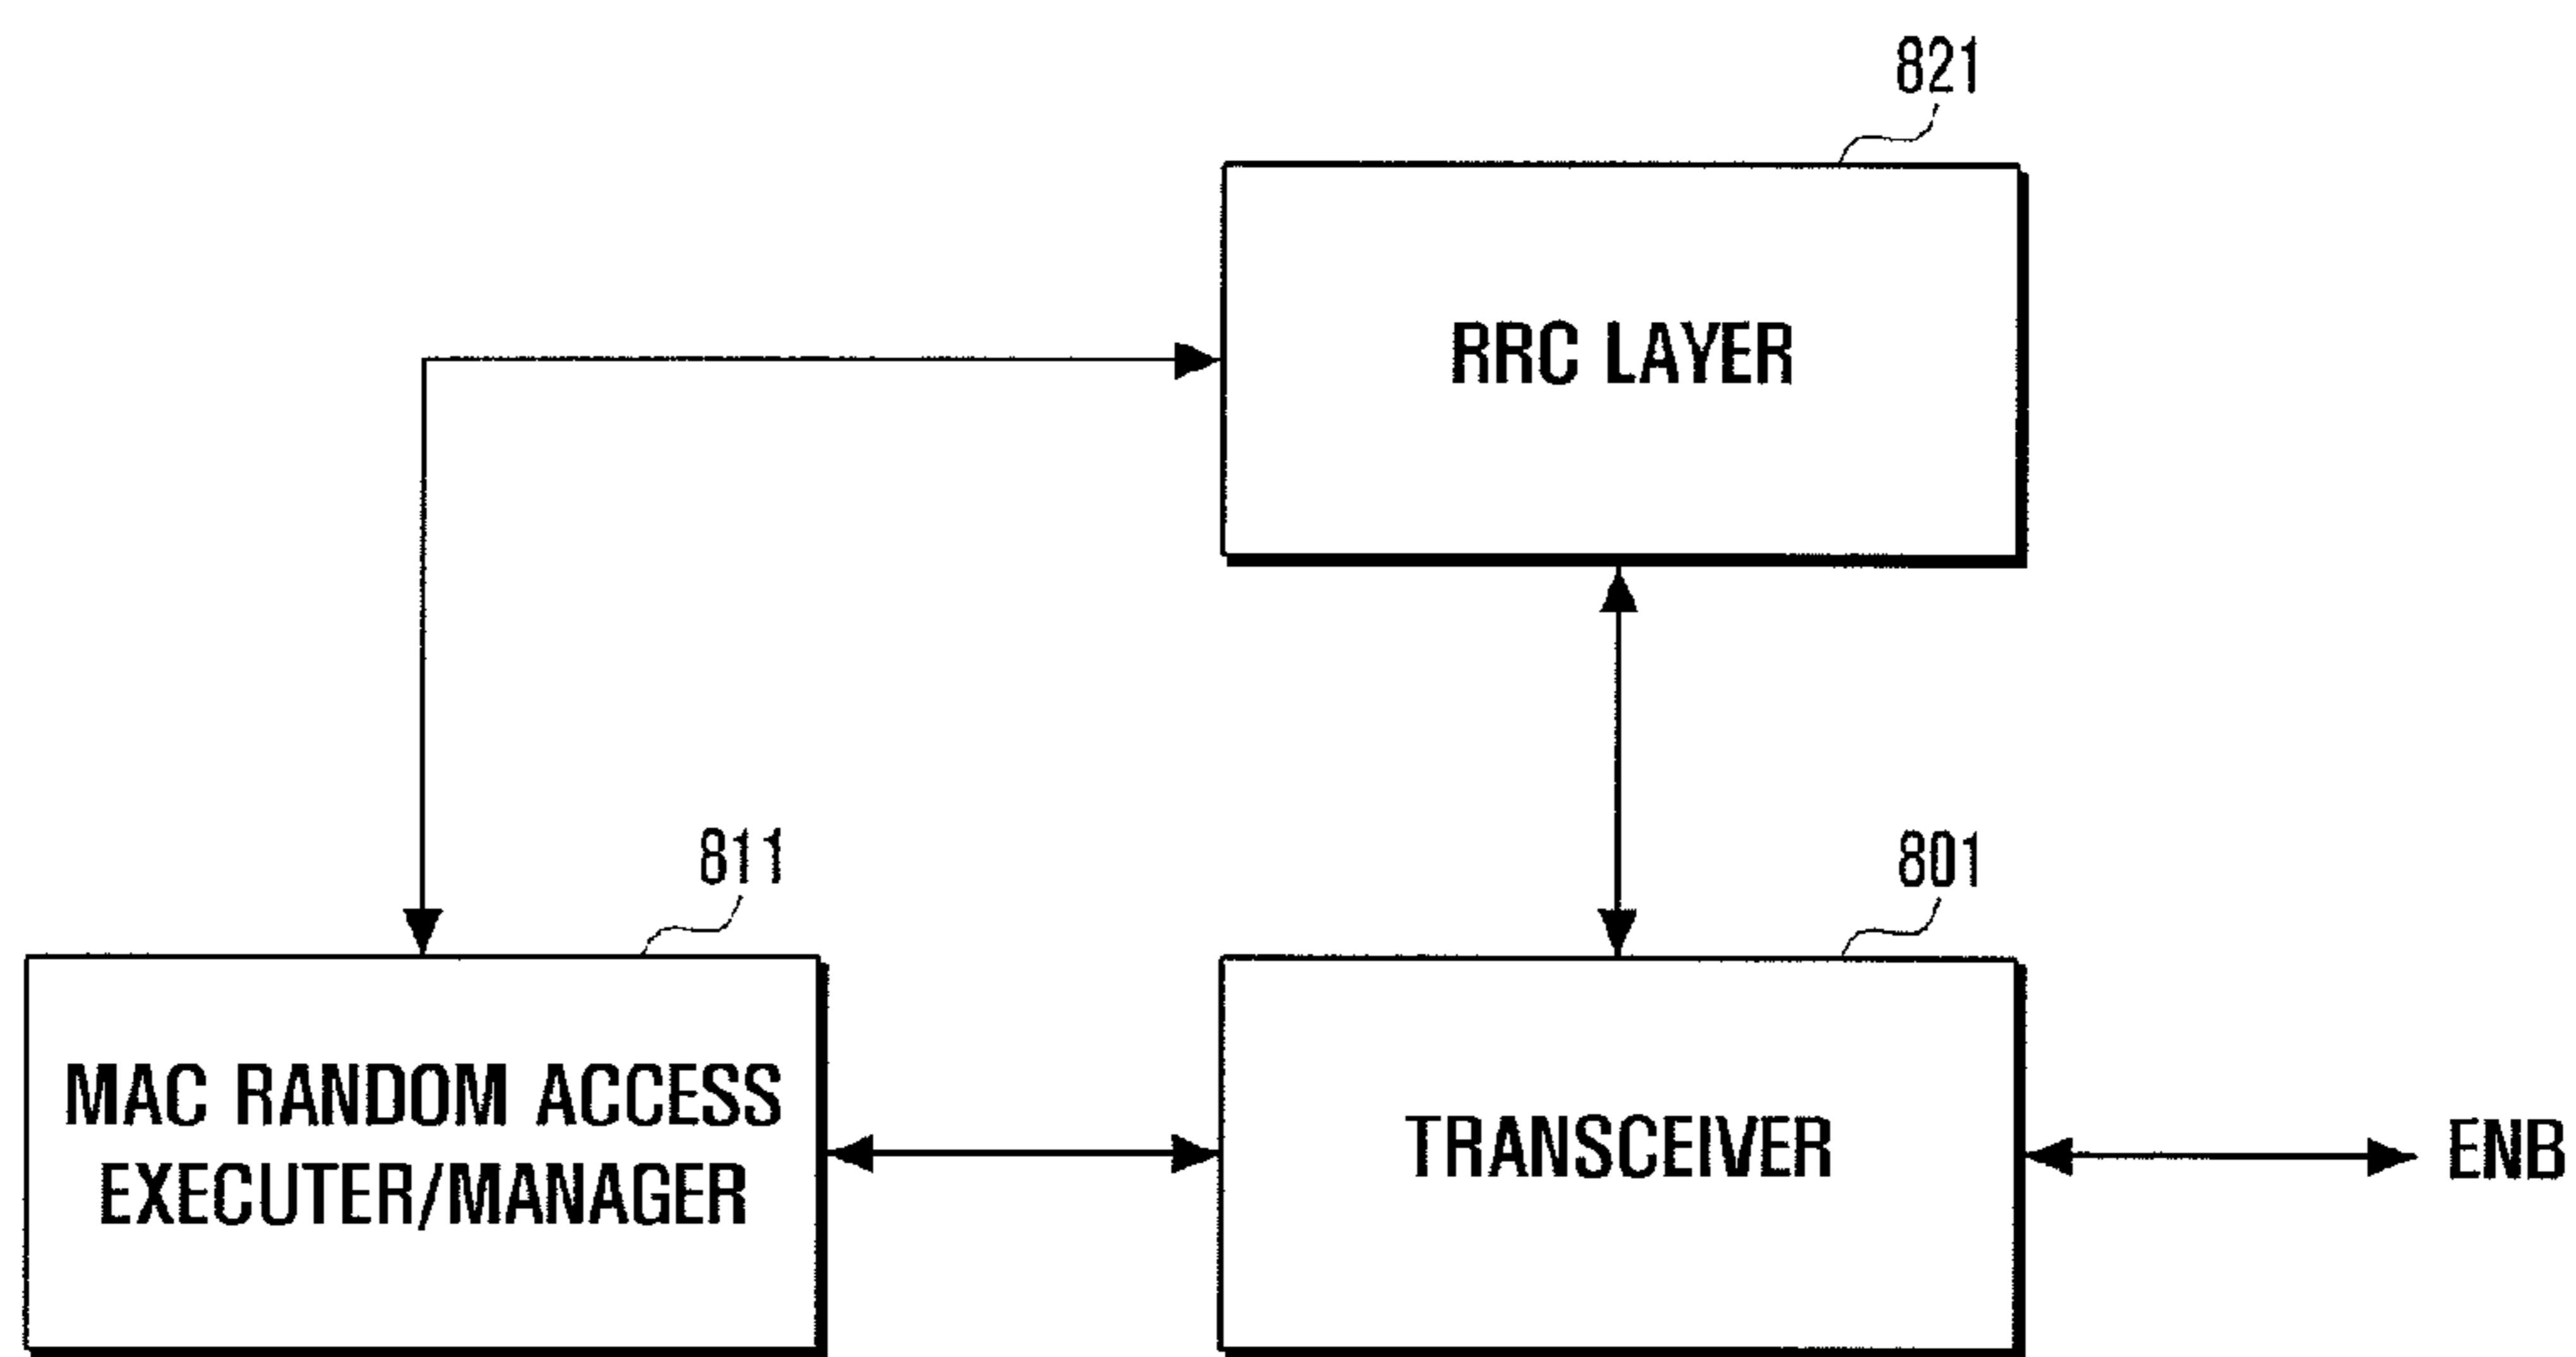 821
RRC LAYER
811
801
MAC RANDOM ACCESS
EXECUTER/MANAGER
TRANSCEIVER
ENB